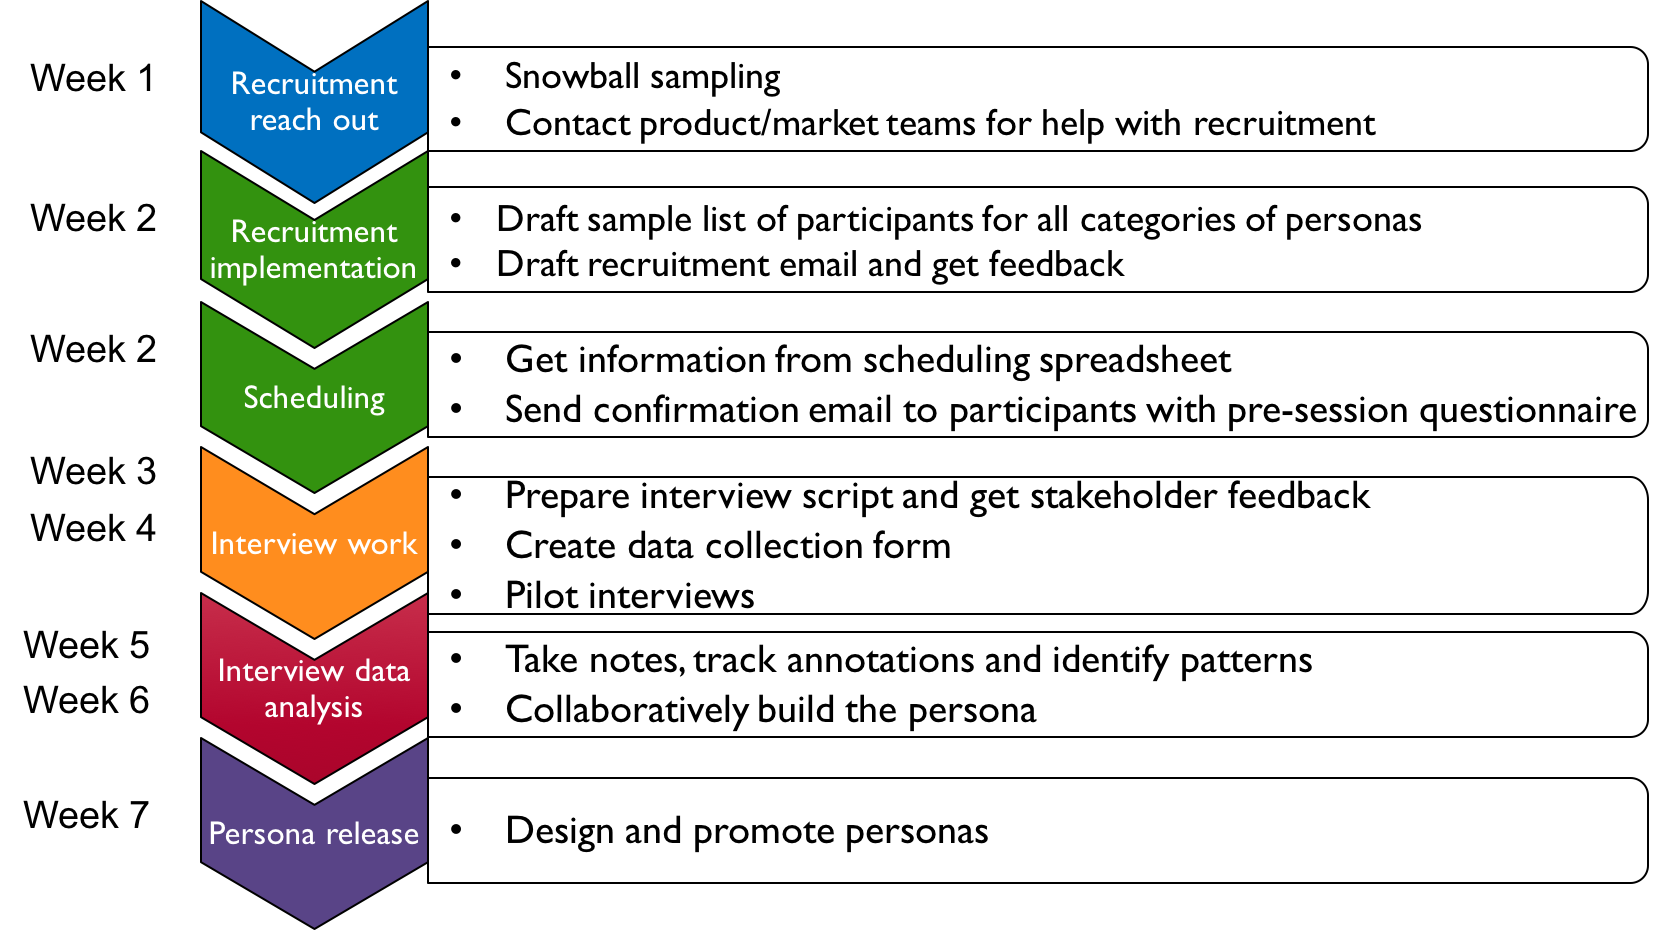 Week 1
Recruitment
reach out
• Snowball sampling
• Contact product/market teams for help with recruitment
Week 2
Recruitment
implementation
• Draft sample list of participants for all categories of personas
• Draft recruitment email and get feedback
Week 2
Scheduling
• Get information from scheduling spreadsheet
• Send confirmation email to participants with pre-session questionnaire
Week 3
Week 4
Interview work
• Prepare interview script and get stakeholder feedback
• Create data collection form
• Pilot interviews
Week 5
Week 6
Interview data
analysis
• Take notes, track annotations and identify patterns
• Collaboratively build the persona
Week 7
Persona release
• Design and promote personas